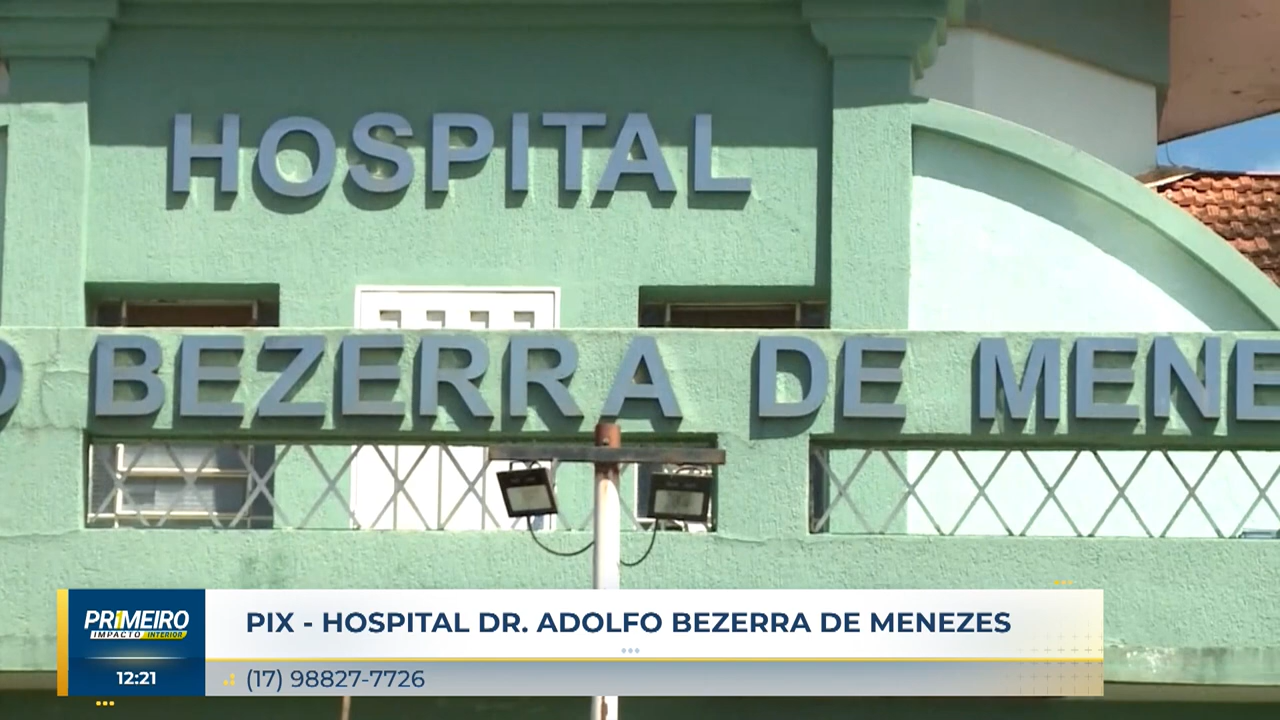 HOSPITAL
O BEZERRA DE MENE
PRIMEIRO
IMPACTO INTERIOR
12:21
PIX - HOSPITAL DR. ADOLFO BEZERRA DE MENEZES
(17) 98827-7726